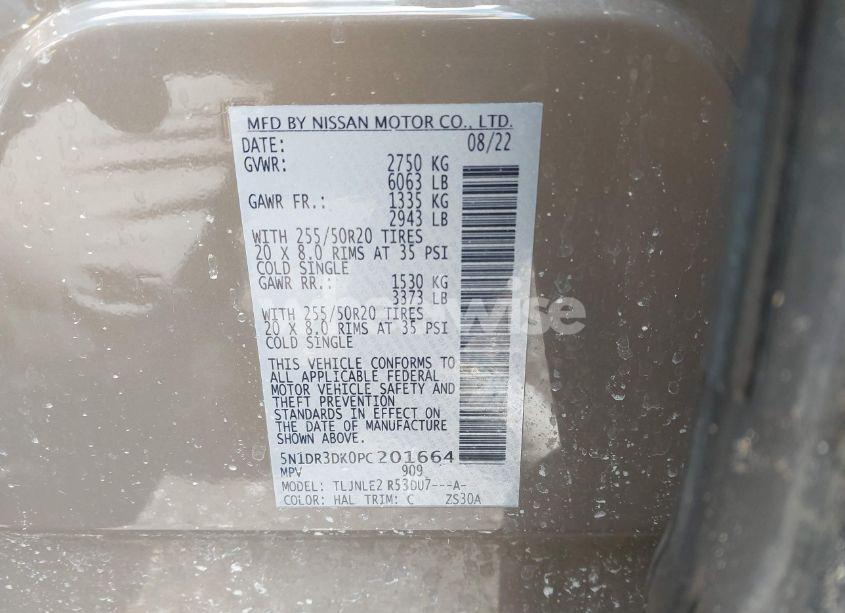 MFD BY NISSAN MOTOR CO., LTD.
DATE: 08/22
GVWR: 2750 KG
6063 LB
GAWR FR.: 1335 KG
2943 LB
WITH 255/50R20 TIRES
20 X 8.0 RIMS AT 35 PSI
COLD SINGLE
GAWR RR.: 1530 KG
3373 LB
WITH 255/50R20 TIRES
20 X 8.0 RIMS AT 35 PSI
COLD SINGLE
THIS VEHICLE CONFORMS TO
ALL APPLICABLE FEDERAL
MOTOR VEHICLE SAFETY AND
THEFT PREVENTION
STANDARDS IN EFFECT ON
THE DATE OF MANUFACTURE
SHOWN ABOVE.
5N1DR3DK0PC201664
MPV 909
MODEL: TLJNLE2 R53DU7---A-
COLOR: HAL TRIM: C ZS30A